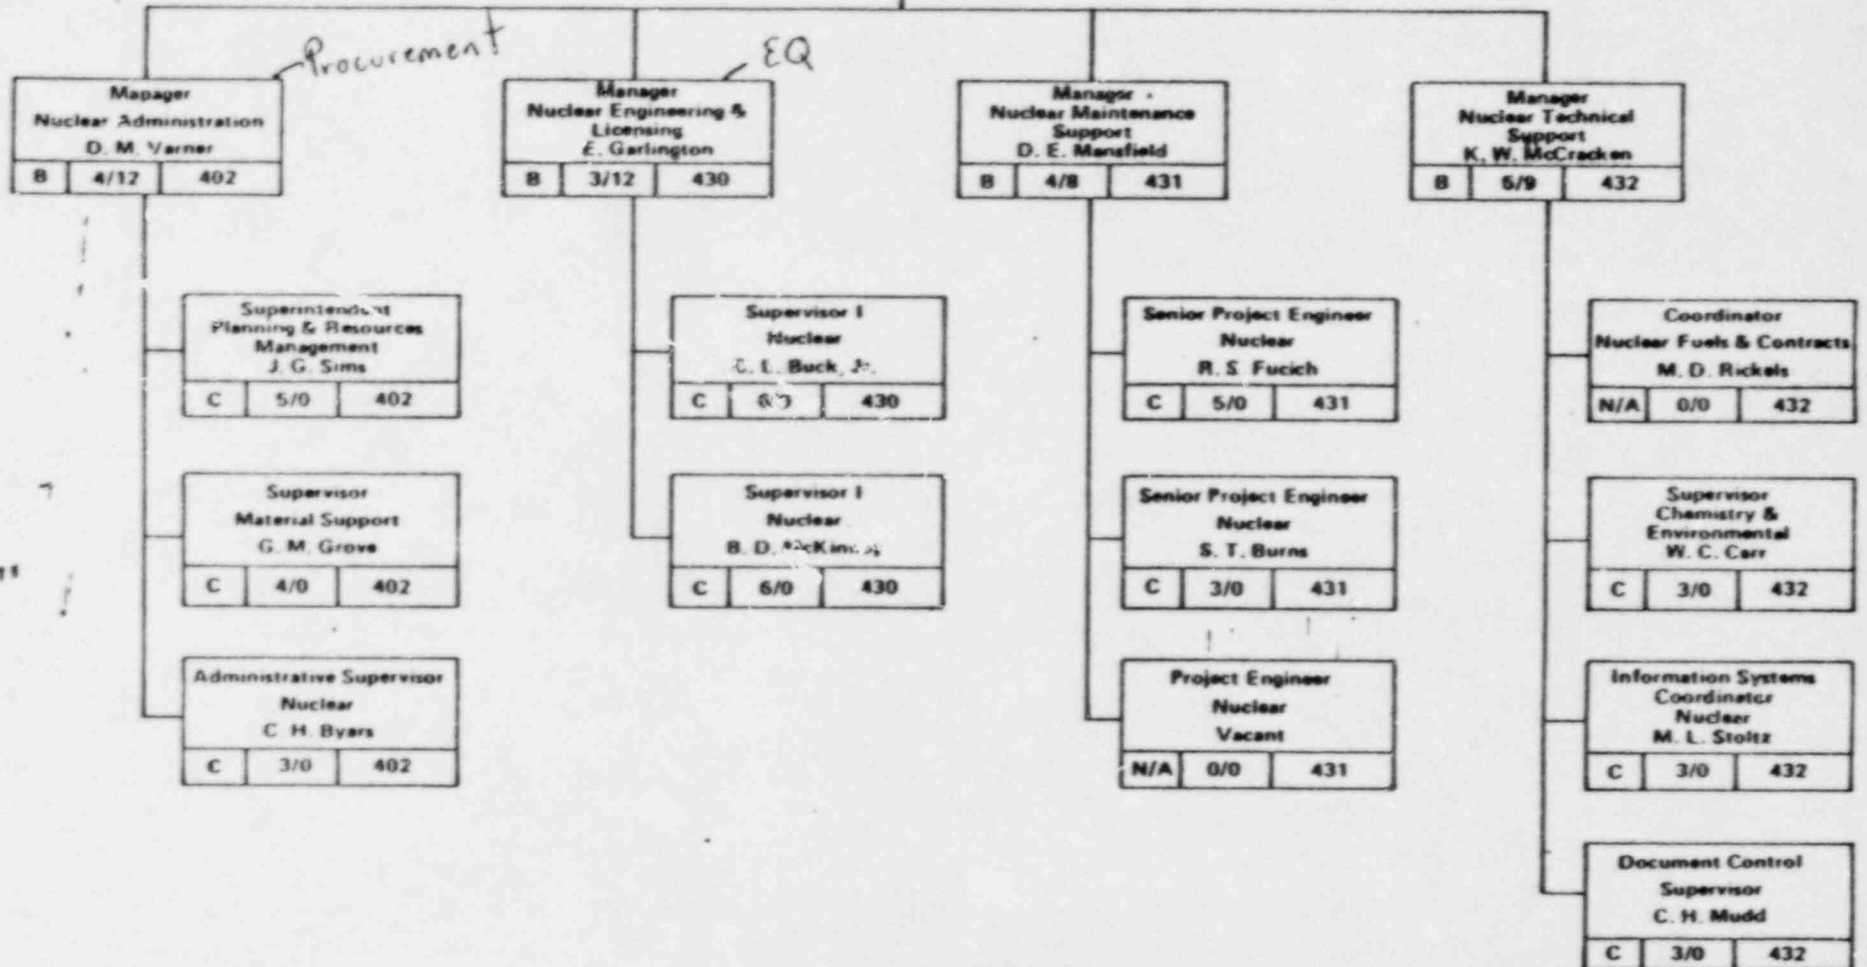 Procurement
EQ
Manager
Nuclear Administration
D. M. Varner
B 4/12 402
Manager
Nuclear Engineering &
Licensing
E. Garlington
B 3/12 430
Manager
Nuclear Maintenance
Support
D. E. Mansfield
B 4/8 431
Manager
Nuclear Technical
Support
K. W. McCracken
B 5/9 432
Superintendent
Planning & Resources
Management
J. G. Sims
C 5/0 402
Supervisor
Material Support
G. M. Grove
C 4/0 402
Administrative Supervisor
Nuclear
C. H. Byars
C 3/0 402
Supervisor I
Nuclear
Buck, Jr.
C 430
Supervisor I
Nuclear
B. D.
C 6/0 430
Senior Project Engineer
Nuclear
R. S. Fucich
C 5/0 431
Senior Project Engineer
Nuclear
S. T. Burns
C 3/0 431
Project Engineer
Nuclear
Vacant
N/A 0/0 431
Coordinator
Nuclear Fuels & Contracts
M. D. Rickels
N/A 0/0 432
Supervisor
Chemistry &
Environmental
W. C. Carr
C 3/0 432
Information Systems
Coordinator
Nuclear
M. L. Stoltz
C 3/0 432
Document Control
Supervisor
C. H. Mudd
C 3/0 432